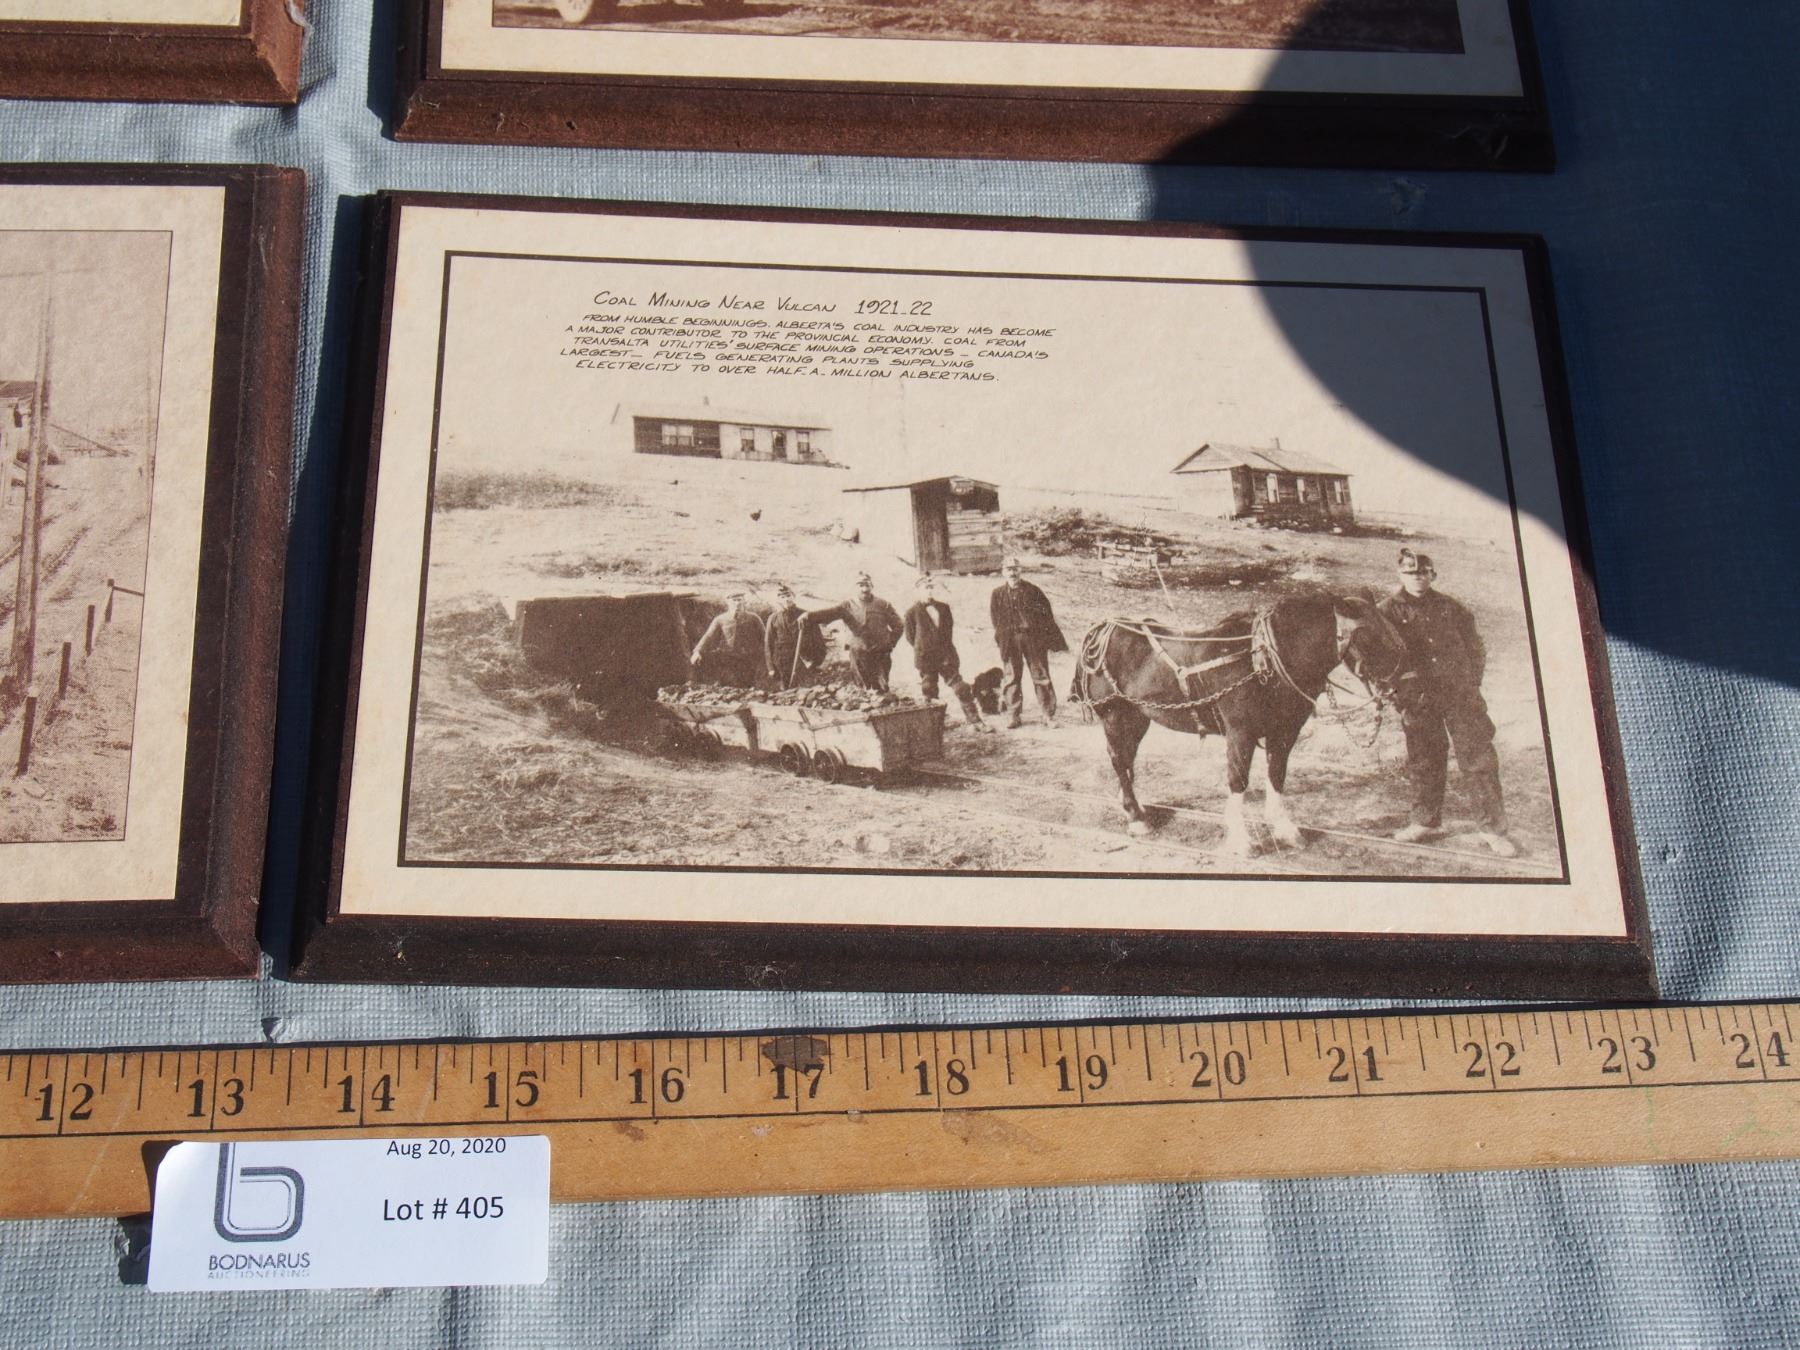 COAL MINING NEAR VULCAN 1921-22
FROM HUMBLE BEGINNINGS, ALBERTA'S COAL INDUSTRY HAS BECOME
A MAJOR CONTRIBUTOR TO THE PROVINCIAL ECONOMY. COAL FROM
TRANSALTA UTILITIES' SURFACE MINING OPERATIONS - CANADA'S
LARGEST - FUELS GENERATING PLANTS SUPPLYING
ELECTRICITY TO OVER HALF-A-MILLION ALBERTANS.
12 13 14 15 16 17 18 19 20 21 22 23 24
Aug 20, 2020
Lot # 405
b
BODNARUS
AUCTIONEERING